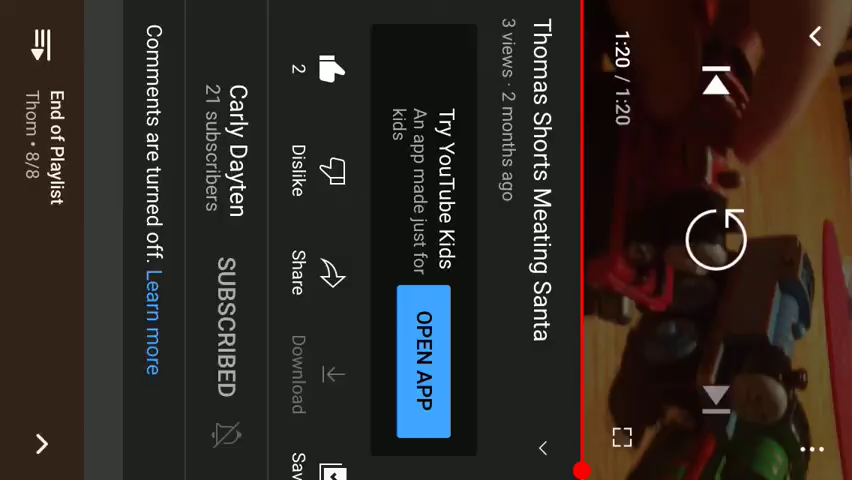 1:20 / 1:20
Thomas Shorts Meating Santa
3 views · 2 months ago
Try YouTube Kids
An app made just for
kids
OPEN APP
2
Dislike
Share
Download
Sav
Carly Dayten
21 subscribers
SUBSCRIBED
Comments are turned off. Learn more
End of Playlist
Thom • 8/8